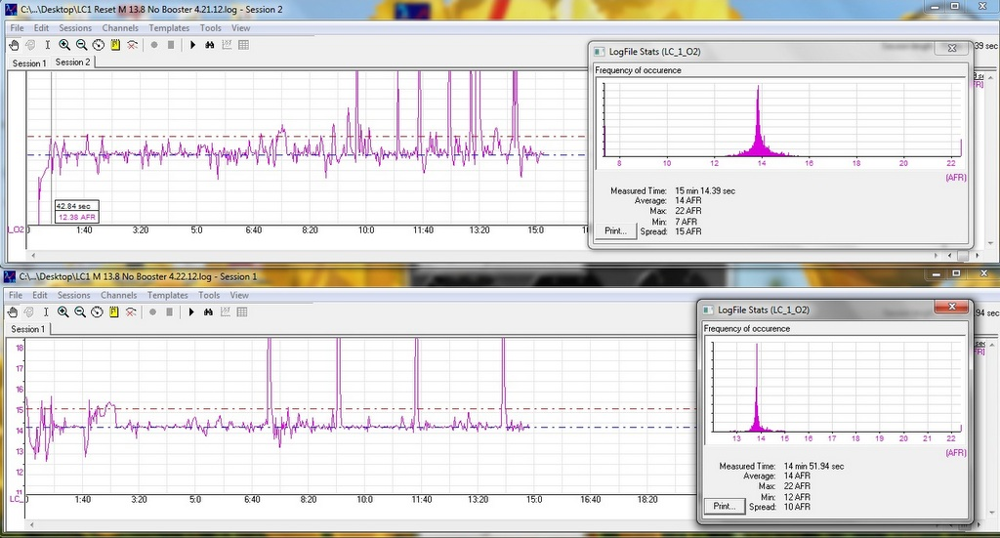 C:\...\Desktop\LC1 Reset M 13.8 No Booster 4.21.12.log - Session 2
File Edit Sessions Channels Templates Tools View
Session 1 Session 2
42.84 sec
12.38 AFR
0 1:40 3:20 5:0 6:40 8:20 10:0 11:40 13:20 15:0
LogFile Stats (LC_1_O2)
Frequency of occurence
8 10 12 14 16 18 20 22
(AFR)
Measured Time: 15 min 14.39 sec
Average: 14 AFR
Max: 22 AFR
Min: 7 AFR
Print... Spread: 15 AFR
C:\...\Desktop\LC1 M 13.8 No Booster 4.22.12.log - Session 1
File Edit Sessions Channels Templates Tools View
Session 1
18
17
16
15
14
13
12
11
LC_ 0 1:40 3:20 5:0 6:40 8:20 10:0 11:40 13:20 15:0 16:40 18:20
LogFile Stats (LC_1_O2)
Frequency of occurence
13 14 15 16 17 18 19 20 21 22
(AFR)
Measured Time: 14 min 51.94 sec
Average: 14 AFR
Max: 22 AFR
Min: 12 AFR
Print... Spread: 10 AFR